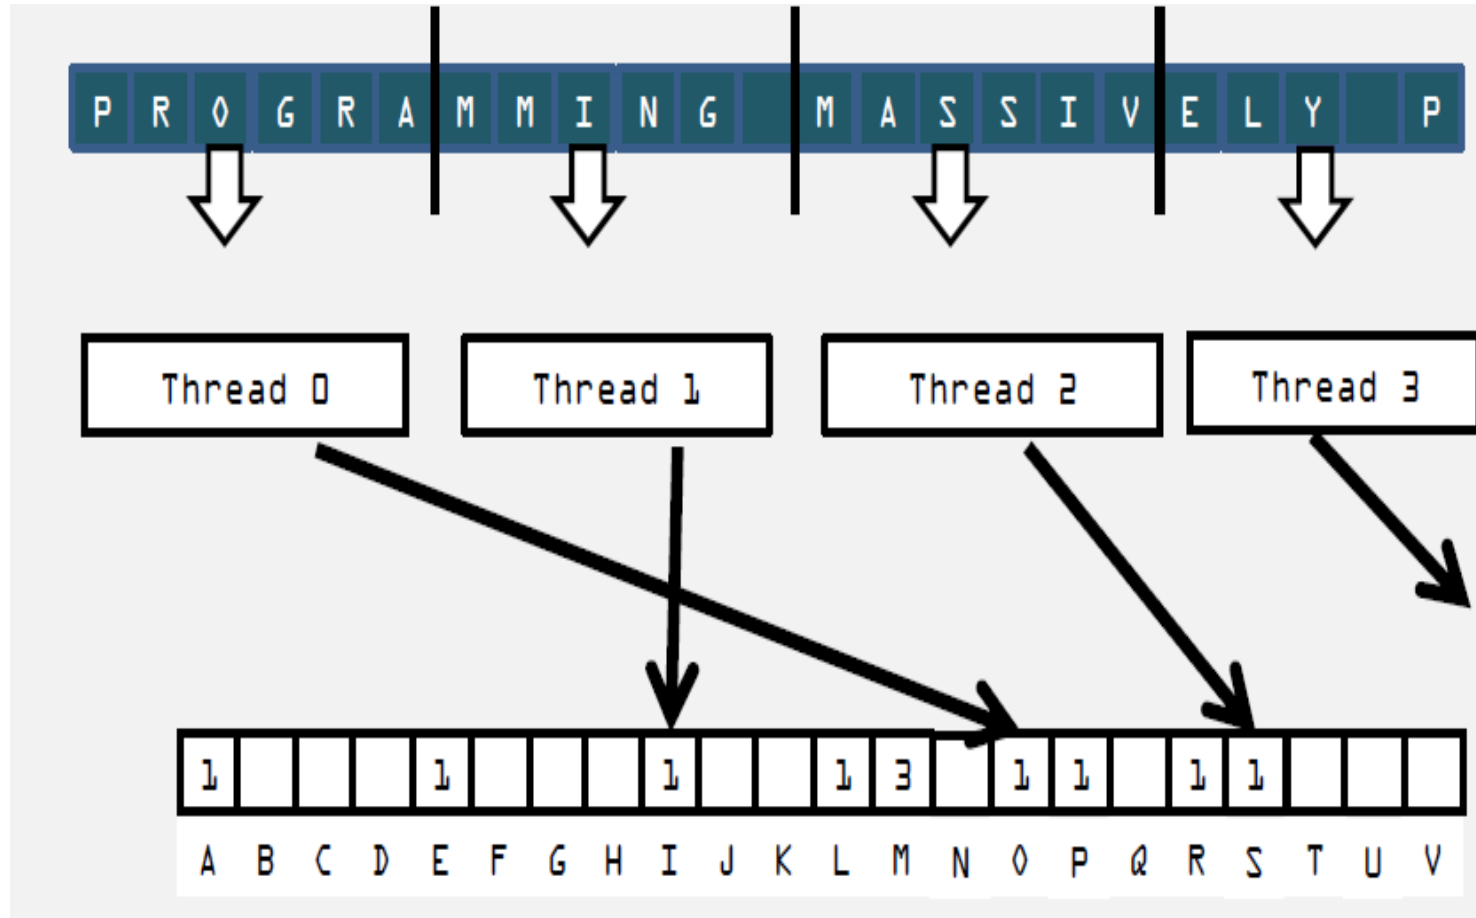 P R O G R A M M I N G M A S S I V E L Y P
Thread 0 Thread 1 Thread 2 Thread 3
1 1 1 1 3 1 1 1 1
A B C D E F G H I J K L M N O P Q R S T U V